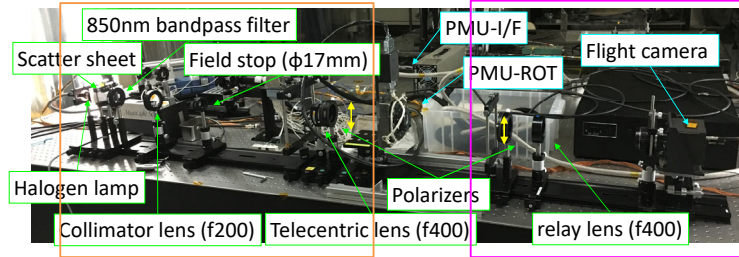 850nm bandpass filter
PMU-I/F
Scatter sheet
Field stop (ϕ17mm)
Flight camera
PMU-ROT
Halogen lamp
Polarizers
Collimator lens (f200)
Telecentric lens (f400)
relay lens (f400)